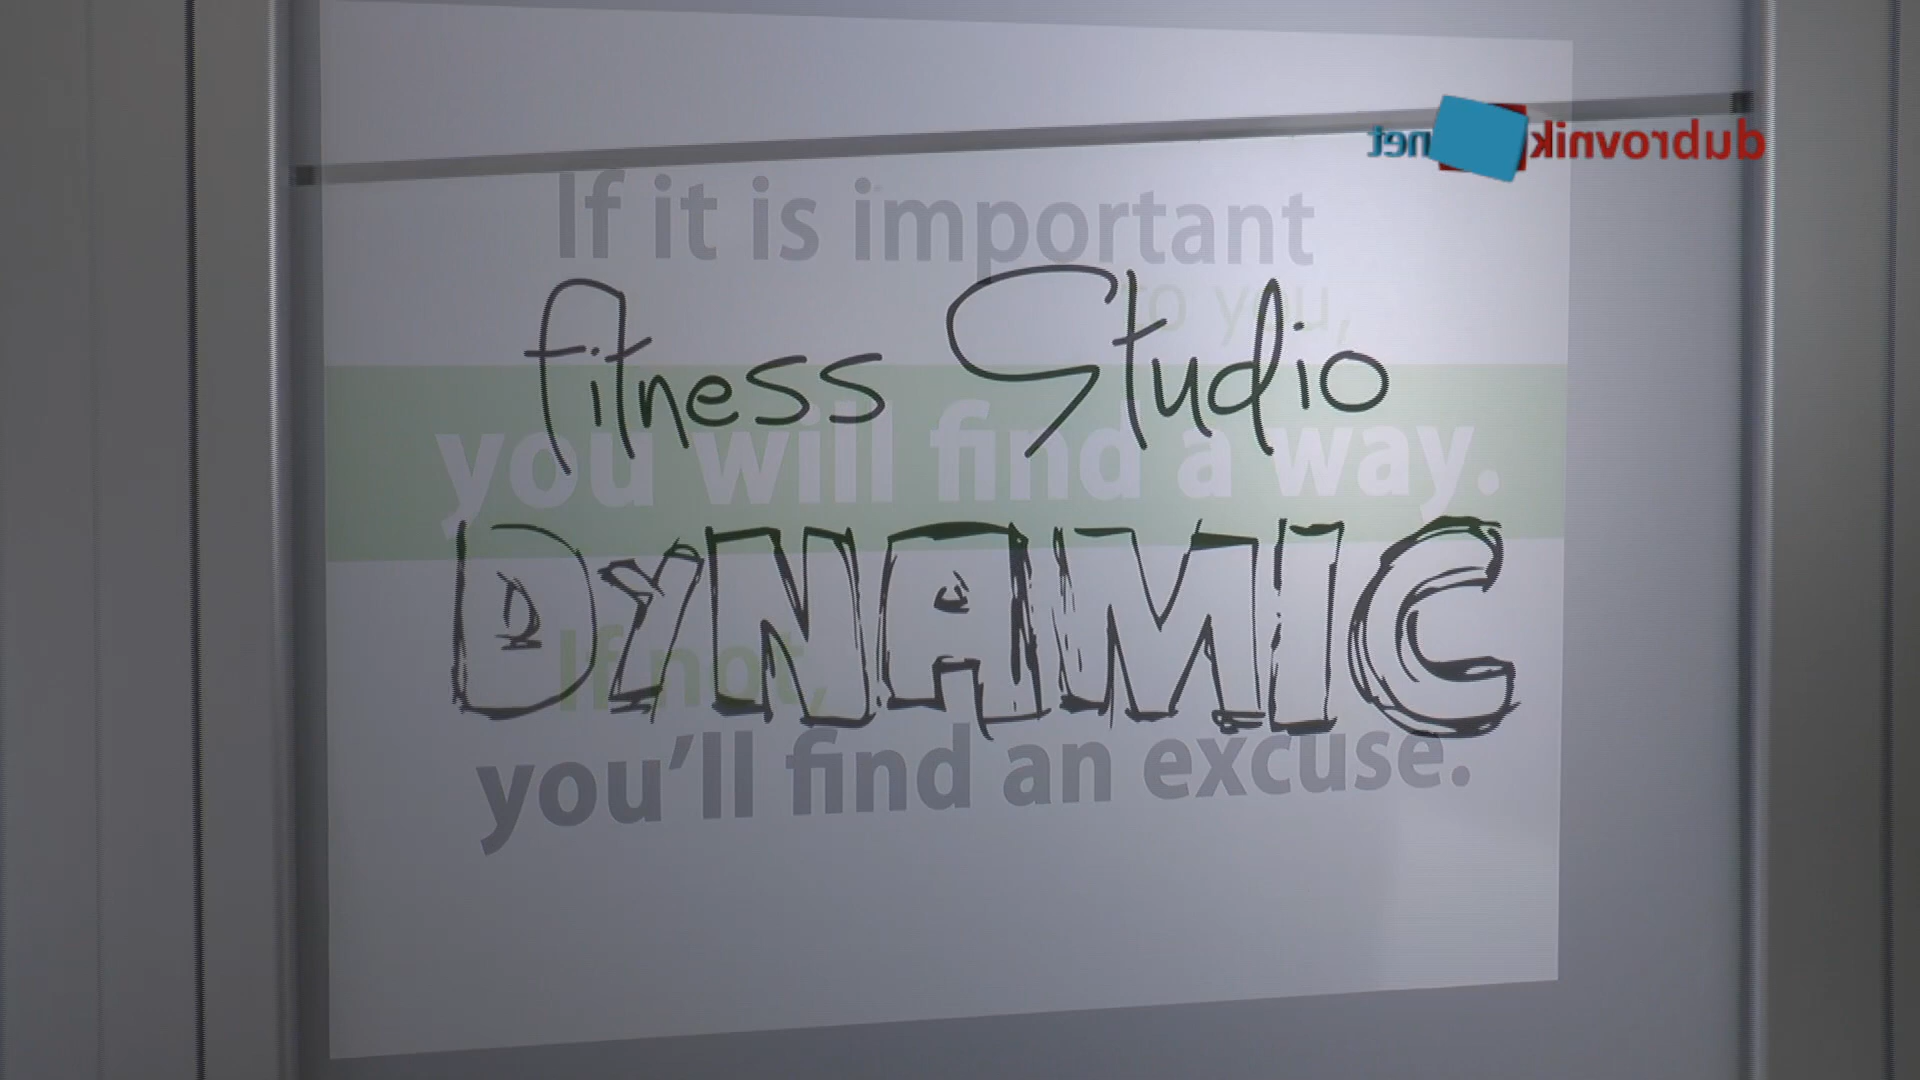 dubrovnik net
If it is important
to you,
fitness Studio
you will find a way.
DYNAMIC
If not,
you'll find an excuse.